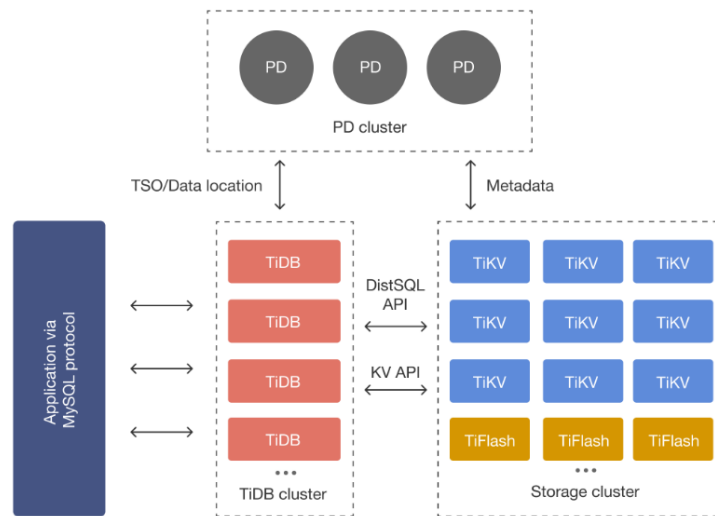 PD PD PD
PD cluster
TSO/Data location
Metadata
Application via
MySQL protocol
TiDB
TiDB
TiDB
TiDB
•••
TiDB cluster
DistSQL
API
KV API
TiKV TiKV TiKV
TiKV TiKV TiKV
TiKV TiKV TiKV
TiFlash TiFlash TiFlash
•••
Storage cluster